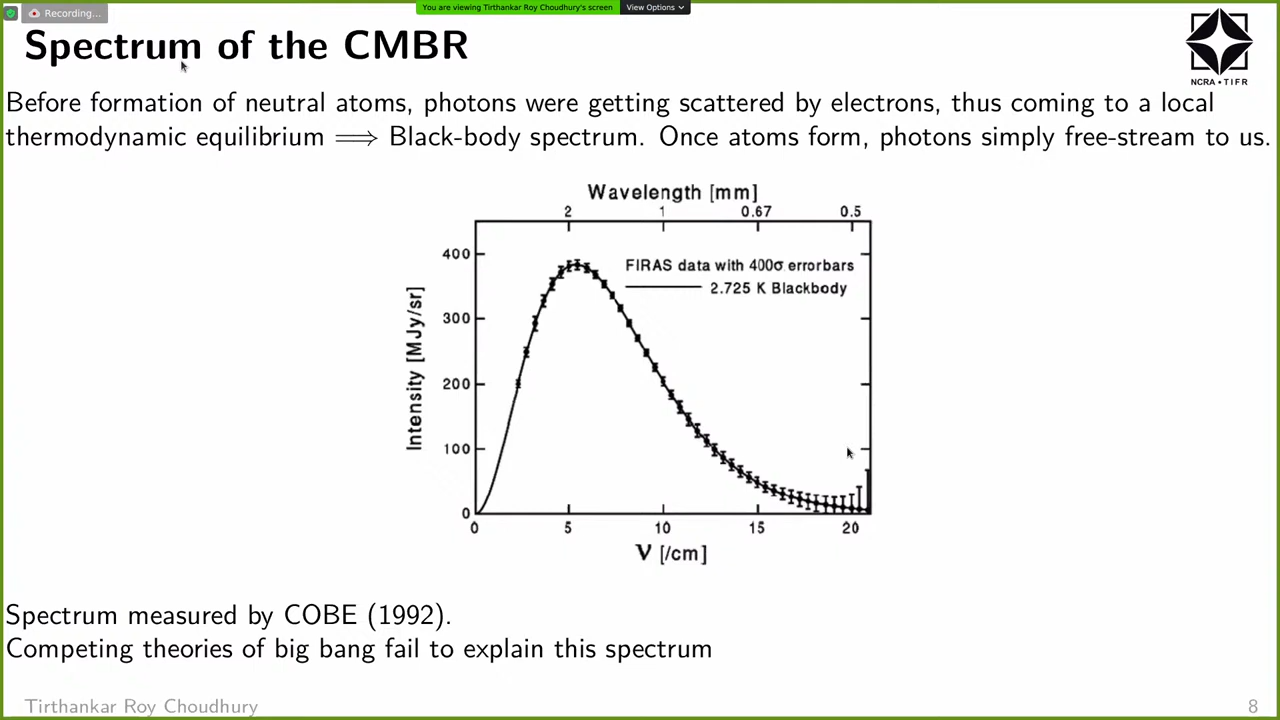 Recording...
You are viewing Tirthankar Roy Choudhury's screen
View Options
Spectrum of the CMBR
NCRA • TIFR
Before formation of neutral atoms, photons were getting scattered by electrons, thus coming to a local
thermodynamic equilibrium ⟹ Black-body spectrum. Once atoms form, photons simply free-stream to us.
Wavelength [mm]
2 1 0.67 0.5
400
300
200
100
0
Intensity [MJy/sr]
FIRAS data with 400σ errorbars
2.725 K Blackbody
0 5 10 15 20
ν [/cm]
Spectrum measured by COBE (1992).
Competing theories of big bang fail to explain this spectrum
Tirthankar Roy Choudhury
8